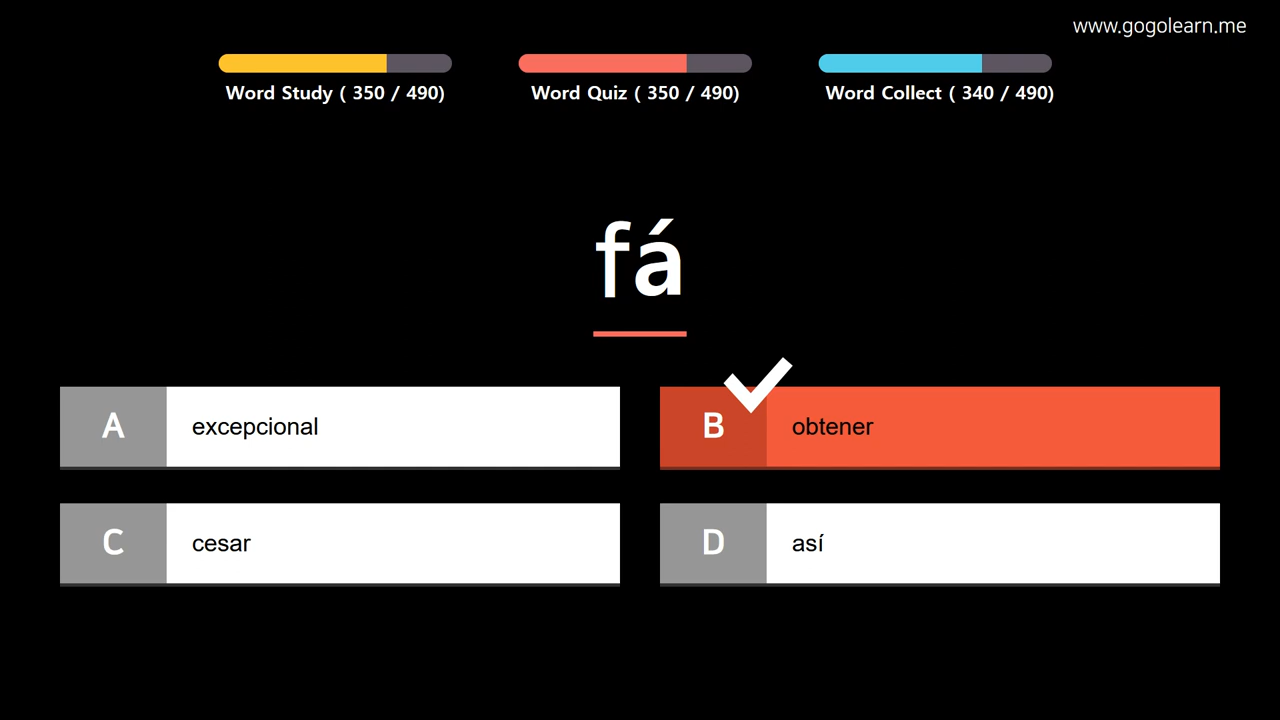 www.gogolearn.me
Word Study ( 350 / 490)
Word Quiz ( 350 / 490)
Word Collect ( 340 / 490)
fá
A excepcional
B obtener
C cesar
D así